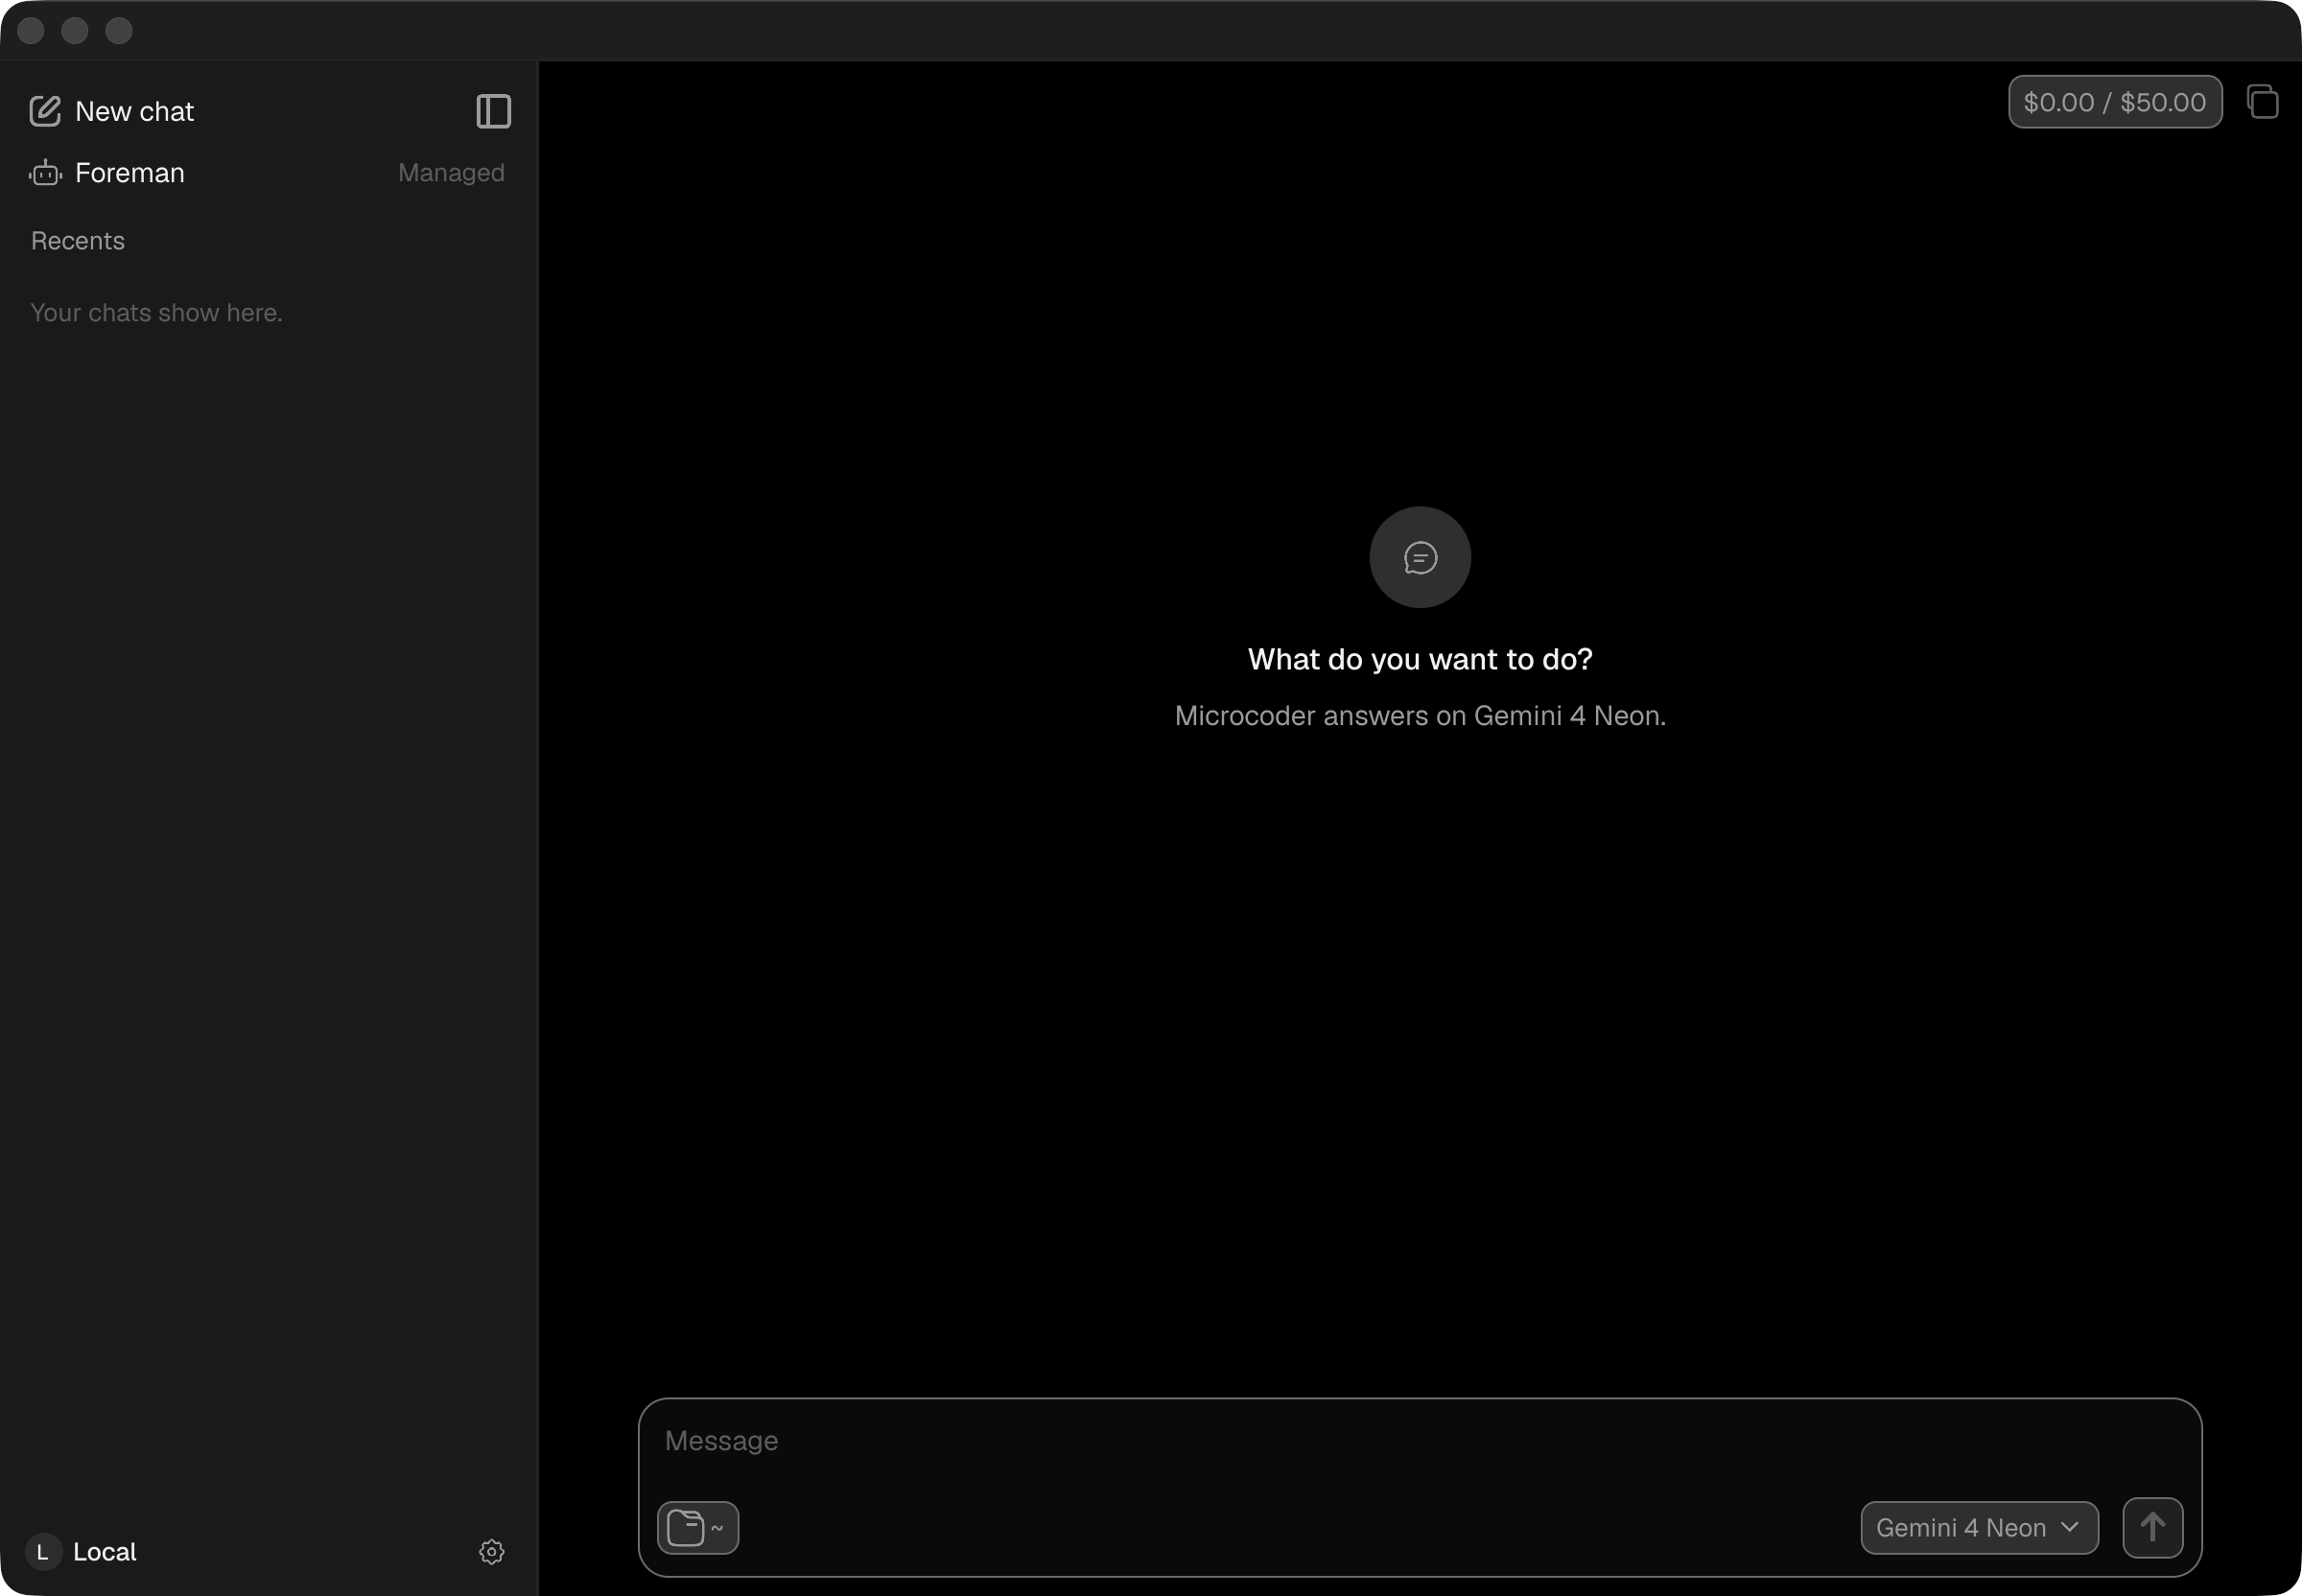 New chat
Foreman Managed
Recents
Your chats show here.
L Local
$0.00 / $50.00
What do you want to do?
Microcoder answers on Gemini 4 Neon.
Message
~ Gemini 4 Neon